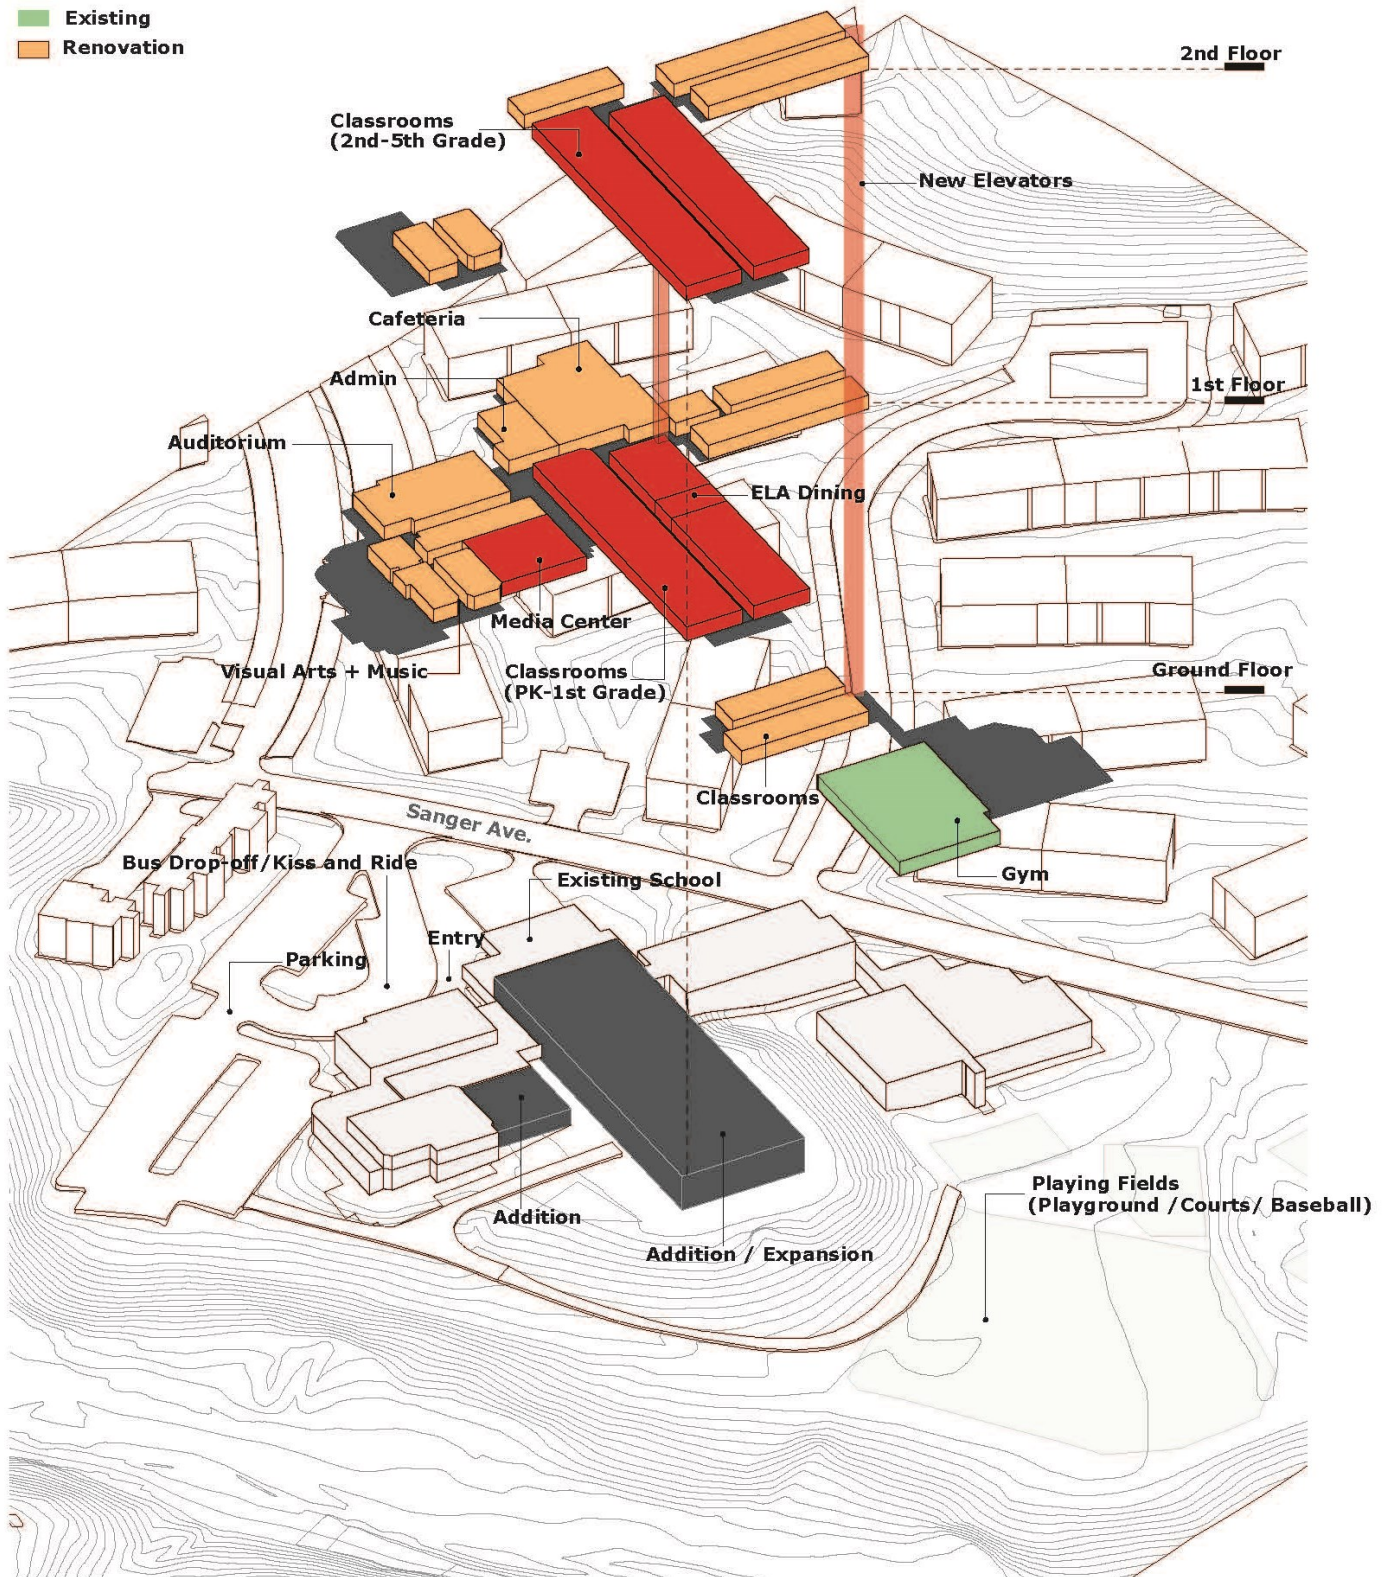 Existing
Renovation
2nd Floor
Classrooms
(2nd-5th Grade)
New Elevators
Cafeteria
Admin
1st Floor
Auditorium
ELA Dining
Media Center
Visual Arts + Music
Classrooms
(PK-1st Grade)
Ground Floor
Classrooms
Sanger Ave.
Bus Drop-off/Kiss and Ride
Existing School
Gym
Entry
Parking
Playing Fields
(Playground /Courts/ Baseball)
Addition
Addition / Expansion